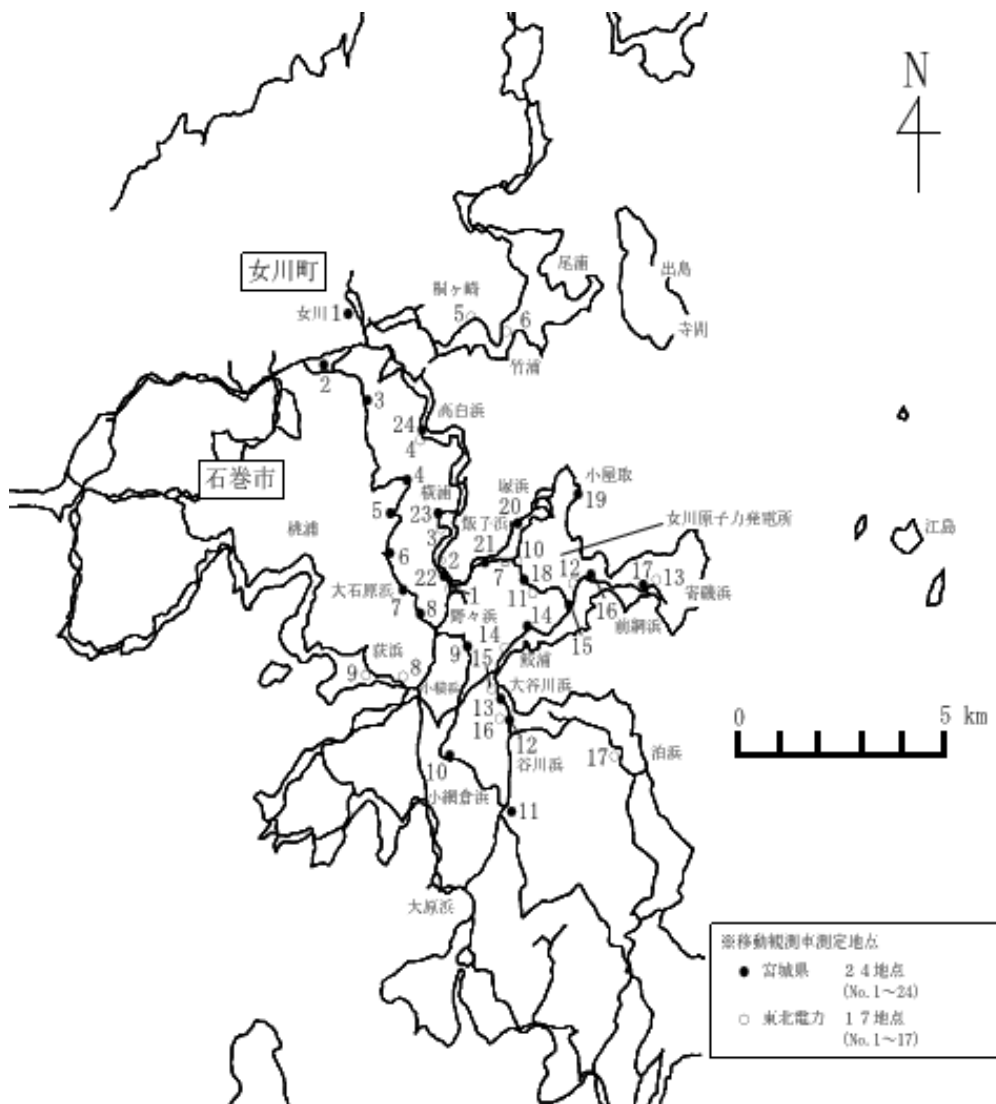 N
女川町
尾浦
出島
桐ヶ崎
女川 1
5
6
寺間
竹浦
2
3
高白浜
24
4
4
石巻市
横浦
小屋取
塚浜
19
5
23
20
飯子浜
女川原子力発電所
江島
桃浦
3
21
10
6
2
22
7
18
12
17
13
大石原浜
1
11
寄磯浜
7
8
野々浜
14
16
前網浜
9
14
15
15
鮫浦
荻浜
9
8
小積浜
大谷川浜
13
16
0
5 km
12
谷川浜
17
泊浜
10
小網倉浜
11
大原浜
※移動観測車測定地点
● 宮城県 24地点
(No.1～24)
○ 東北電力 17地点
(No.1～17)